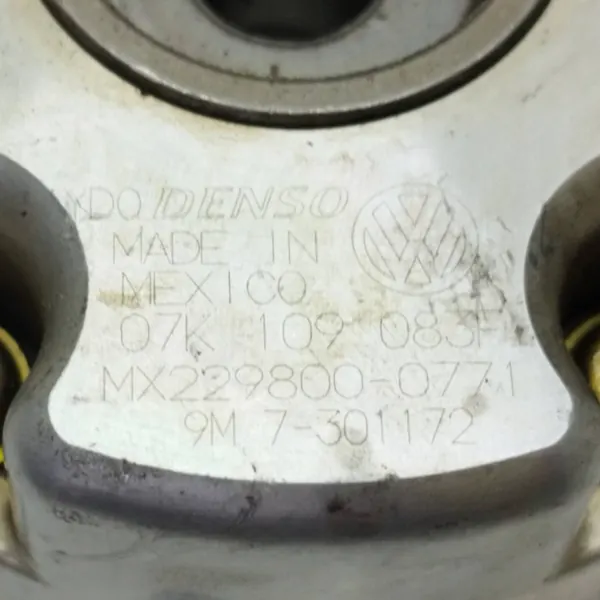 DENSO
MADE IN
MEXICO
07K 109 083F
MX229800-0771
9M 7-301172